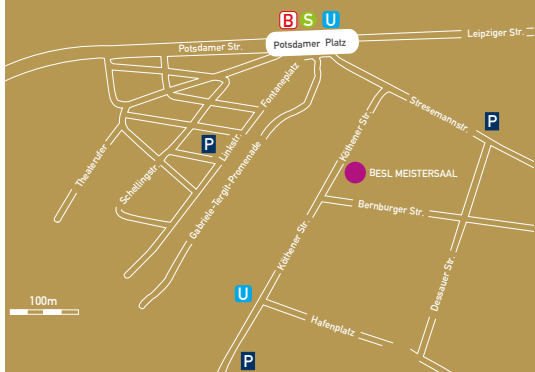 B S U
Potsdamer Platz
Potsdamer Str.
Leipziger Str.
Fontaneplatz
Stresemannstr.
P
Köthener Str.
P
Linkstr.
Theaterufer
Schellingstr.
Gabriele-Tergit-Promenade
BESL MEISTERSAAL
Bernburger Str.
Köthener Str.
Dessauer Str.
U
100m
Hafenplatz
P